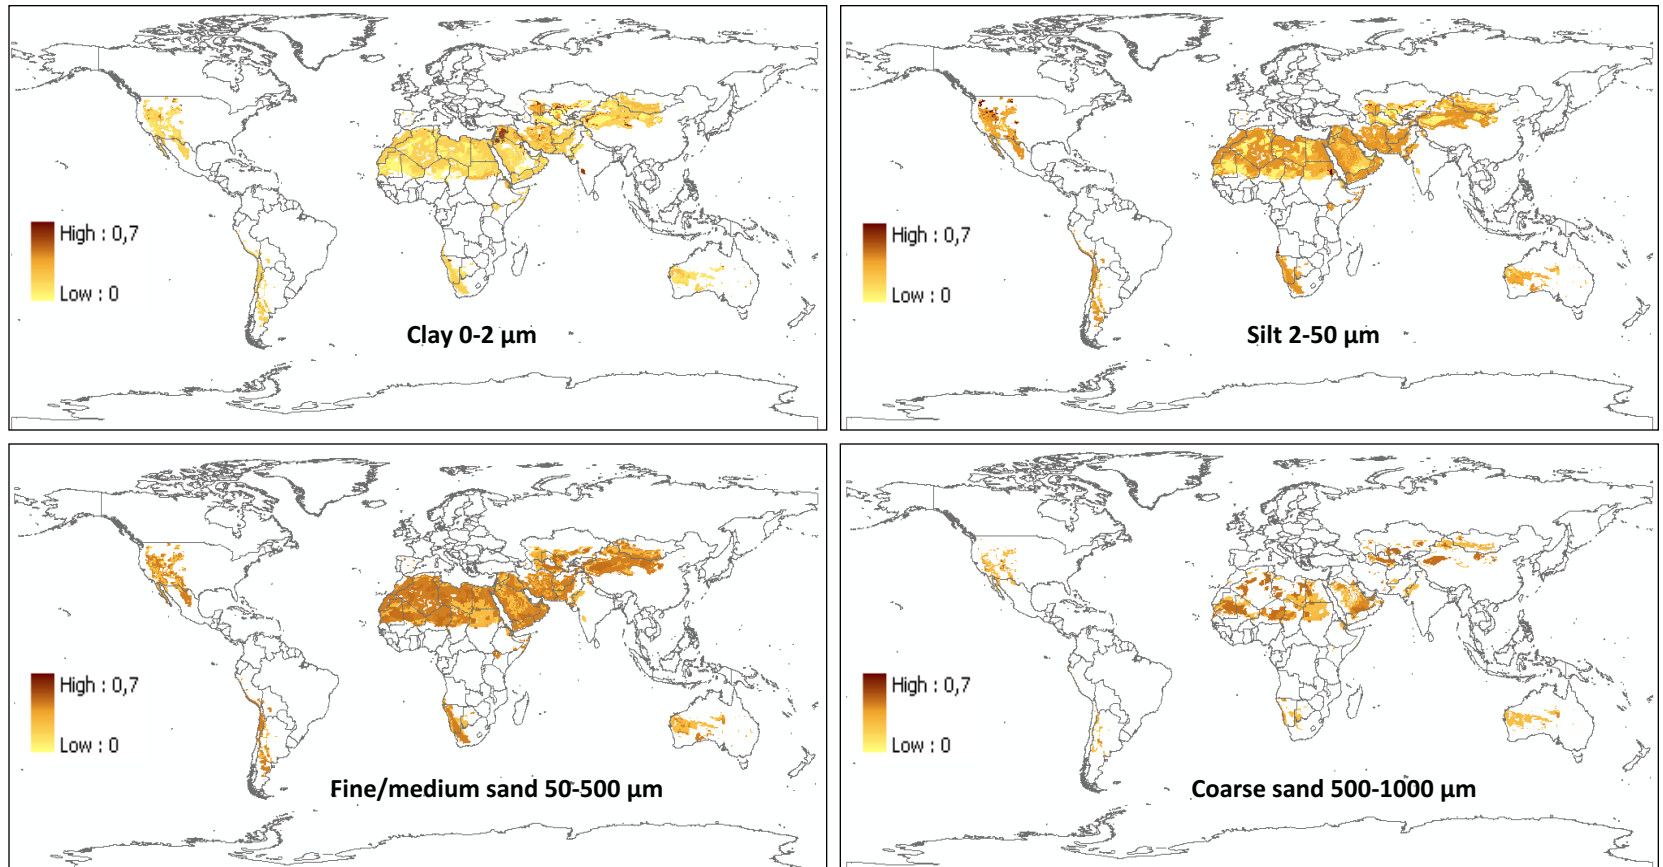 High : 0,7
Low : 0
Clay 0-2 µm
High : 0,7
Low : 0
Silt 2-50 µm
High : 0,7
Low : 0
Fine/medium sand 50-500 µm
High : 0,7
Low : 0
Coarse sand 500-1000 µm